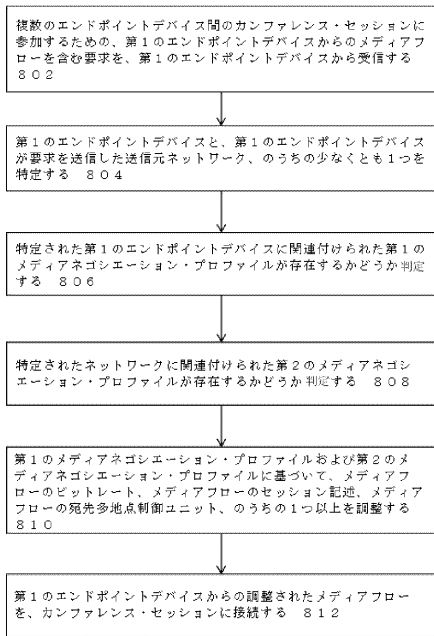 複数のエンドポイントデバイス間のカンファレンス・セッションに
参加するための、第１のエンドポイントデバイスからのメディアフ
ローを含む要求を、第１のエンドポイントデバイスから受信する
８０２
第１のエンドポイントデバイスと、第１のエンドポイントデバイス
が要求を送信した送信元ネットワーク、のうちの少なくとも１つを
特定する　８０４
特定された第１のエンドポイントデバイスに関連付けられた第１の
メディアネゴシエーション・プロファイルが存在するかどうか判定
する　８０６
特定されたネットワークに関連付けられた第２のメディアネゴシ
エーション・プロファイルが存在するかどうか判定する　８０８
第１のメディアネゴシエーション・プロファイルおよび第２のメ
ディアネゴシエーション・プロファイルに基づいて、メディアフ
ローのビットレート、メディアフローのセッション記述、メディア
フローの宛先多地点制御ユニット、のうちの１つ以上を調整する
８１０
第１のエンドポイントデバイスからの調整されたメディアフロー
を、カンファレンス・セッションに接続する　８１２